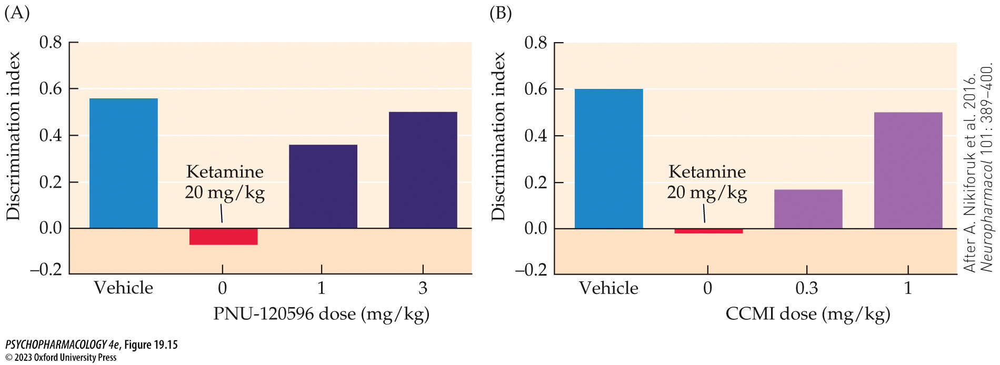 (A)
Discrimination index
0.8
0.6
0.4
0.2
0.0
–0.2
Ketamine
20 mg/kg
Vehicle 0 1 3
PNU-120596 dose (mg/kg)
(B)
Discrimination index
0.8
0.6
0.4
0.2
0.0
–0.2
Ketamine
20 mg/kg
Vehicle 0 0.3 1
CCMI dose (mg/kg)
After A. Nikiforuk et al. 2016.
Neuropharmacol 101: 389–400.
PSYCHOPHARMACOLOGY 4e, Figure 19.15
© 2023 Oxford University Press